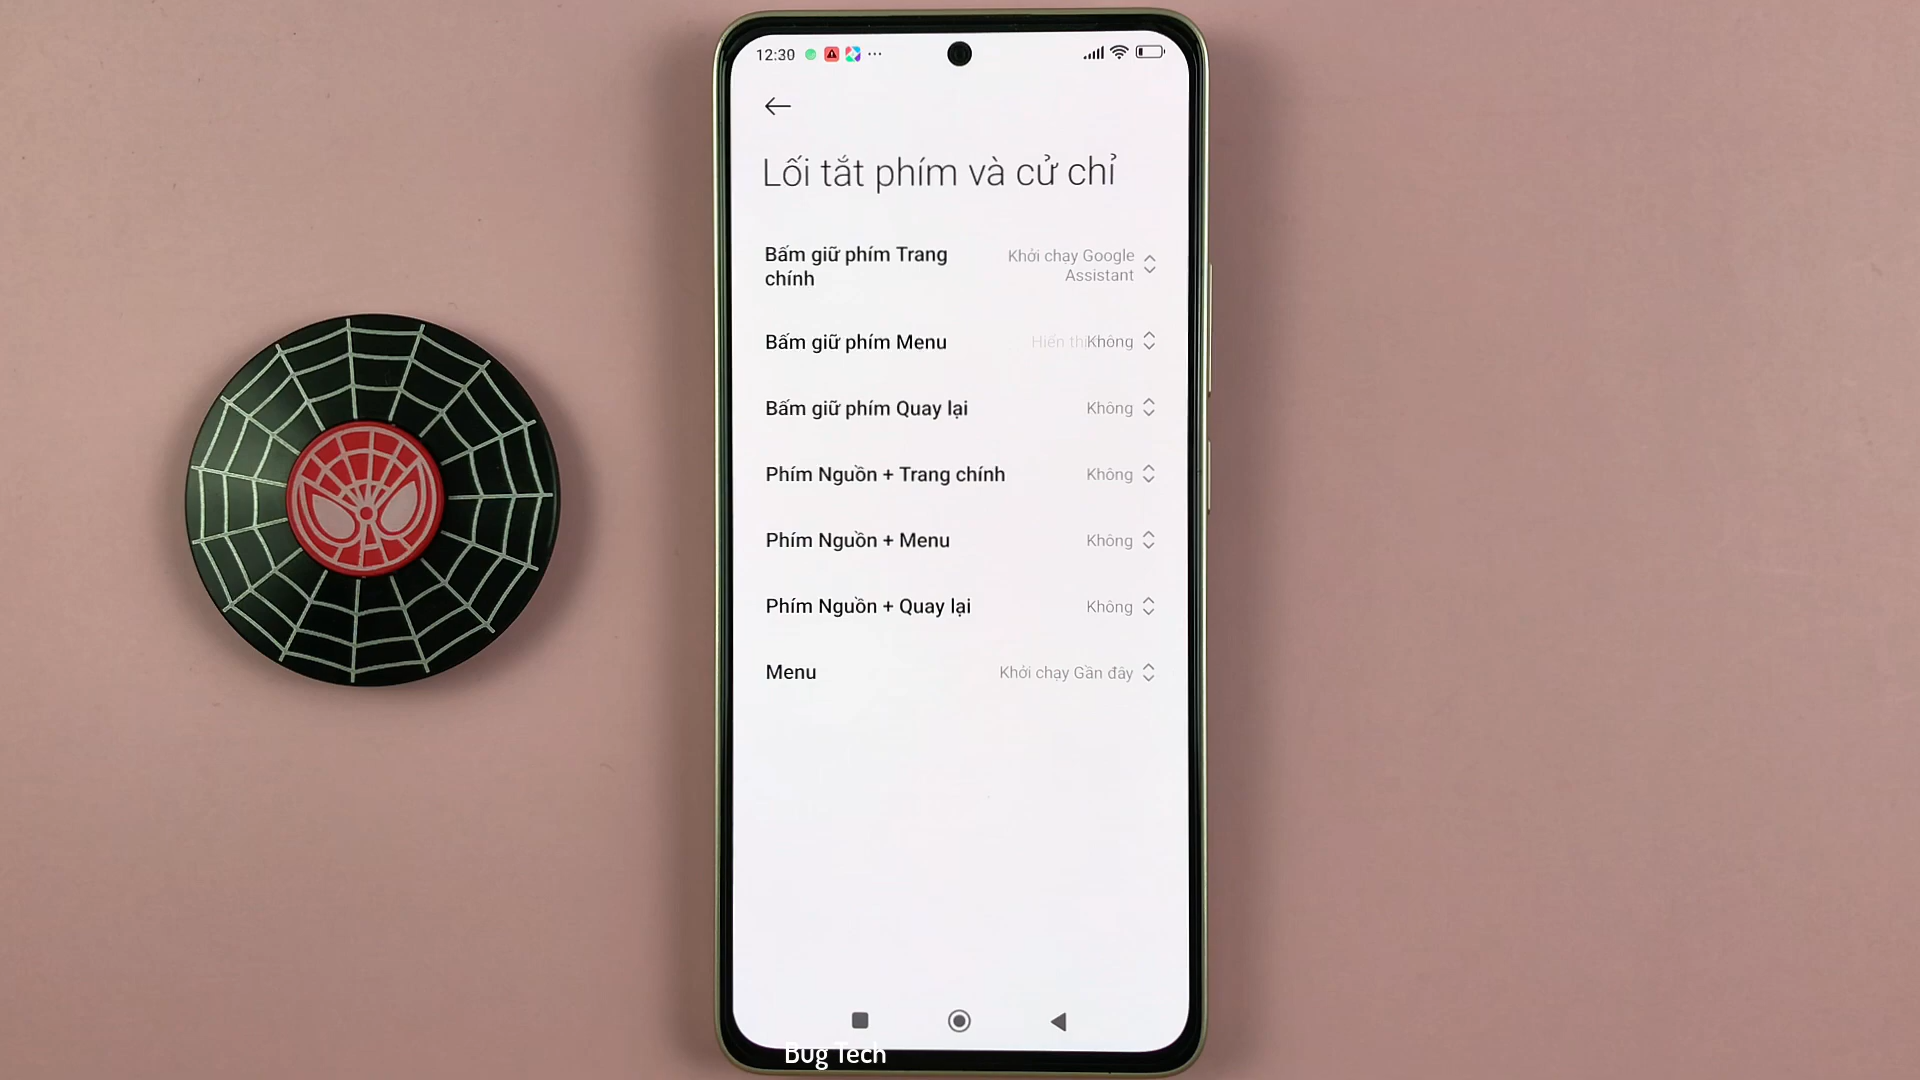 12:30
Lối tắt phím và cử chỉ
Bấm giữ phím Trang chính
Khởi chạy Google Assistant
Bấm giữ phím Menu
Hiển thị
Không
Bấm giữ phím Quay lại
Không
Phím Nguồn + Trang chính
Không
Phím Nguồn + Menu
Không
Phím Nguồn + Quay lại
Không
Menu
Khởi chạy Gần đây
Bug Tech